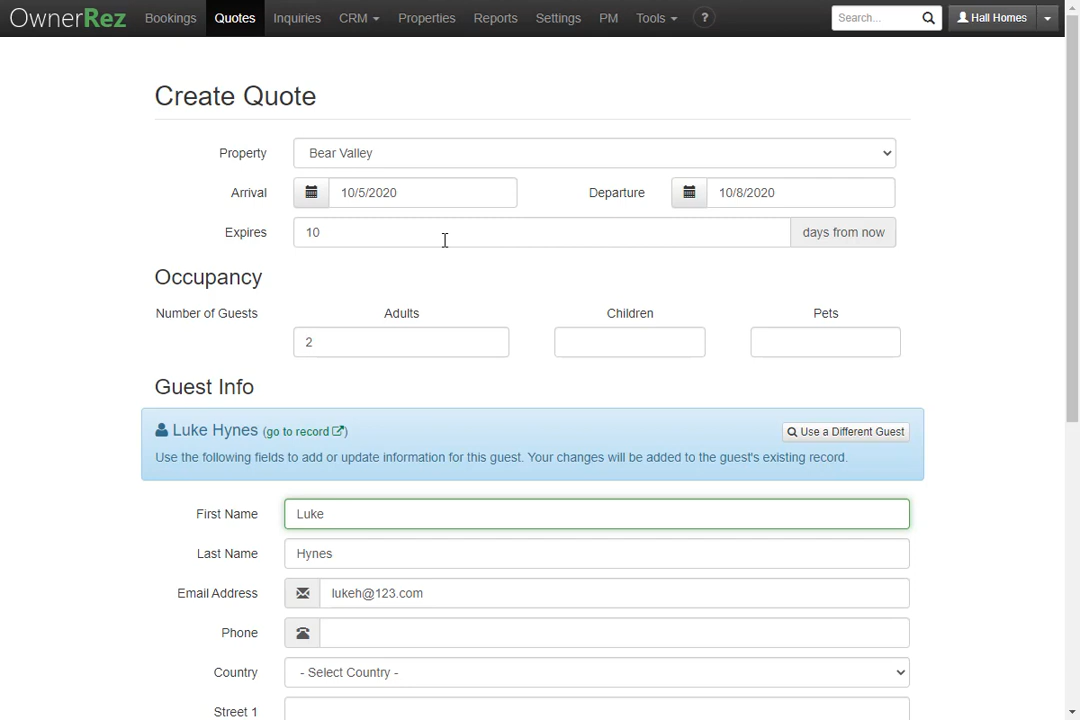 OwnerRez Bookings Quotes Inquiries CRM Properties Reports Settings PM Tools ? Search... Hall Homes
Create Quote
Property Bear Valley
Arrival 10/5/2020 Departure 10/8/2020
Expires 10 days from now
Occupancy
Number of Guests Adults Children Pets
2
Guest Info
Luke Hynes (go to record) Use a Different Guest
Use the following fields to add or update information for this guest. Your changes will be added to the guest's existing record.
First Name Luke
Last Name Hynes
Email Address lukeh@123.com
Phone
Country - Select Country -
Street 1